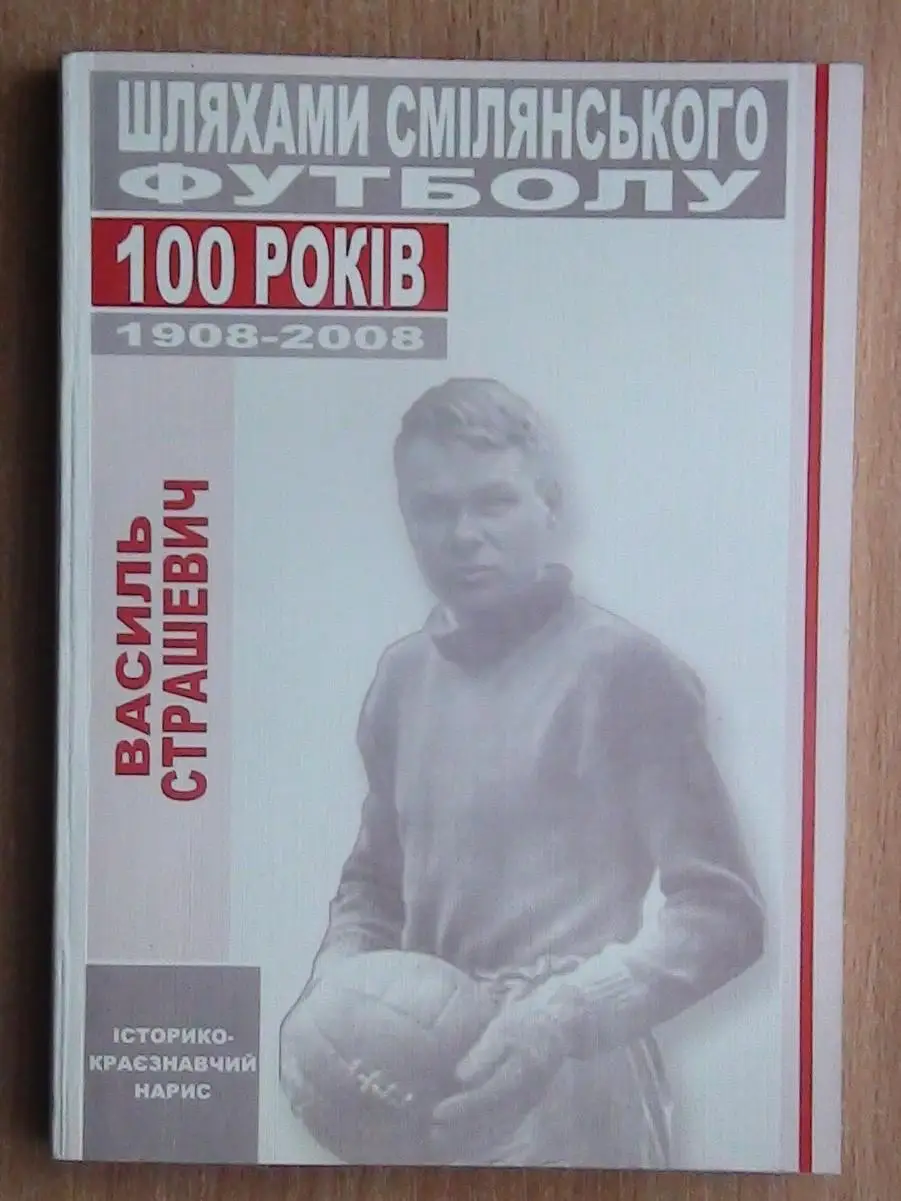 ШЛЯХАМИ СМІЛЯНСЬКОГО
ФУТБОЛУ
100 РОКІВ
1908-2008
ВАСИЛЬ
СТРАШЕВИЧ
ІСТОРИКО-
КРАЄЗНАВЧИЙ
НАРИС